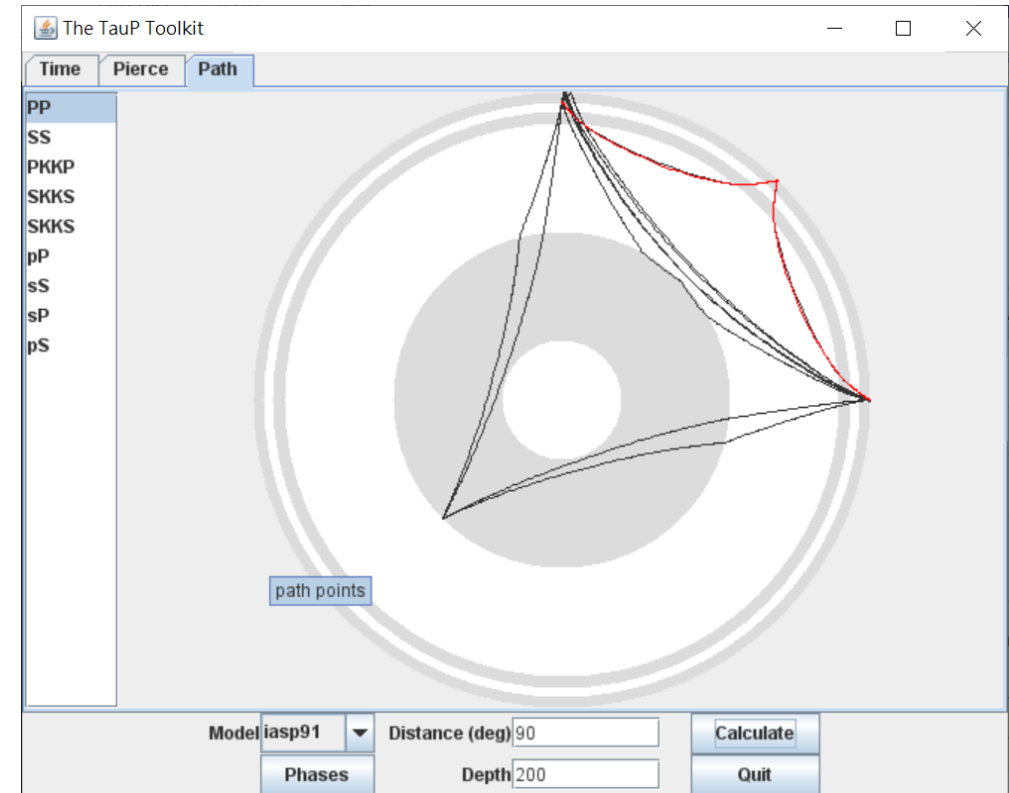 The TauP Toolkit
Time Pierce Path
PP
SS
PKKP
SKKS
SKKS
pP
sS
sP
pS
path points
Model iasp91 Distance (deg) 90 Calculate
Phases Depth 200 Quit